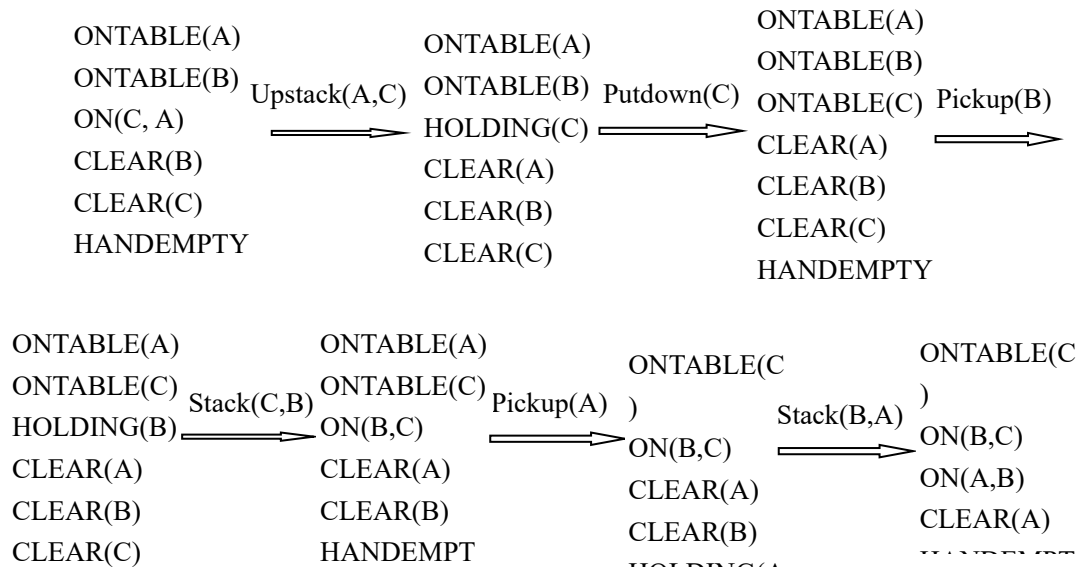 ONTABLE(A)
ONTABLE(B)
ON(C, A)
CLEAR(B)
CLEAR(C)
HANDEMPTY
Upstack(A,C)
ONTABLE(A)
ONTABLE(B)
HOLDING(C)
CLEAR(A)
CLEAR(B)
CLEAR(C)
Putdown(C)
ONTABLE(A)
ONTABLE(B)
ONTABLE(C)
CLEAR(A)
CLEAR(B)
CLEAR(C)
HANDEMPTY
Pickup(B)
ONTABLE(A)
ONTABLE(C)
HOLDING(B)
CLEAR(A)
CLEAR(B)
CLEAR(C)
Stack(C,B)
ONTABLE(A)
ONTABLE(C)
ON(B,C)
CLEAR(A)
CLEAR(B)
HANDEMPT
Pickup(A)
ONTABLE(C
)
ON(B,C)
CLEAR(A)
CLEAR(B)
Stack(B,A)
ONTABLE(C
)
ON(B,C)
ON(A,B)
CLEAR(A)